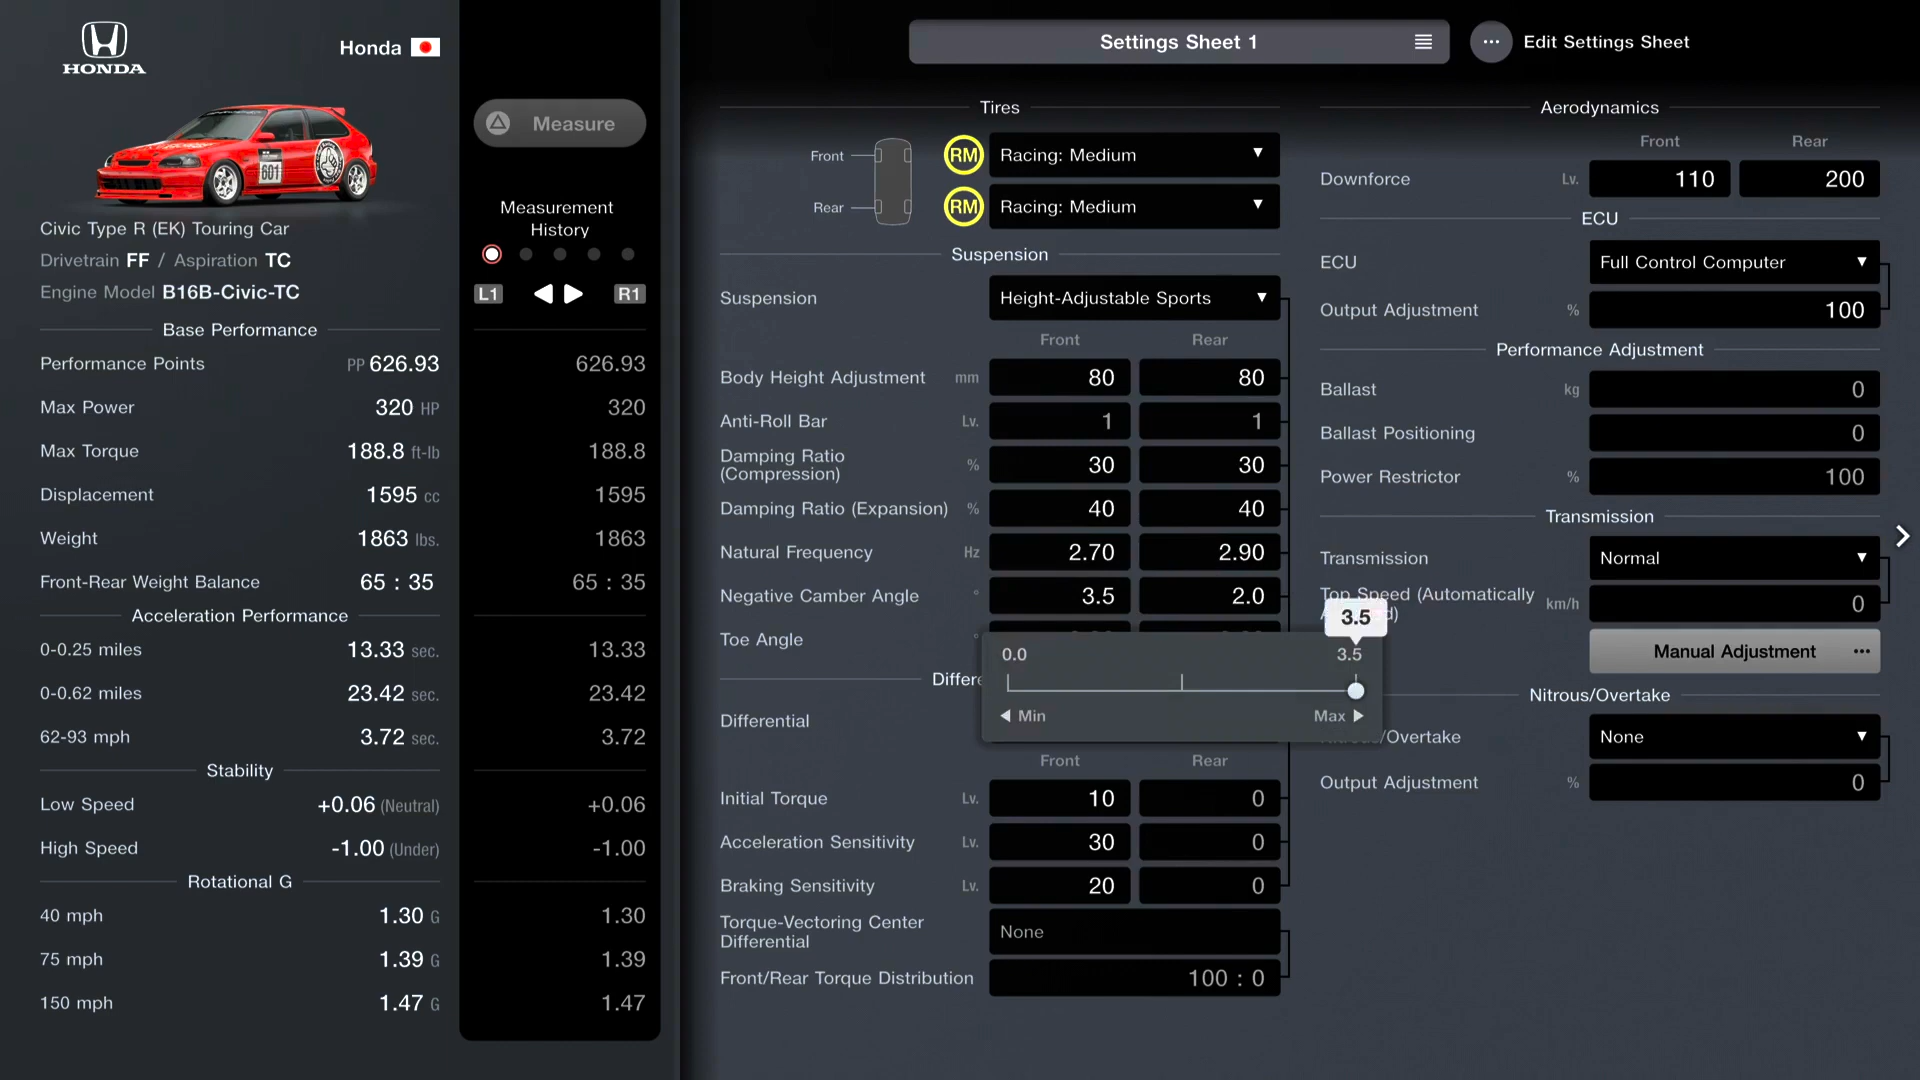 HONDA
Honda
601
Civic Type R (EK) Touring Car
Drivetrain FF / Aspiration TC
Engine Model B16B-Civic-TC
Base Performance
Performance Points PP 626.93
Max Power 320 HP
Max Torque 188.8 ft-lb
Displacement 1595 cc
Weight 1863 lbs.
Front-Rear Weight Balance 65 : 35
Acceleration Performance
0-0.25 miles 13.33 sec.
0-0.62 miles 23.42 sec.
62-93 mph 3.72 sec.
Stability
Low Speed +0.06 (Neutral)
High Speed -1.00 (Under)
Rotational G
40 mph 1.30 G
75 mph 1.39 G
150 mph 1.47 G
Measure
Measurement
History
L1 R1
626.93
320
188.8
1595
1863
65 : 35
13.33
23.42
3.72
+0.06
-1.00
1.30
1.39
1.47
Settings Sheet 1
Edit Settings Sheet
Tires
Front RM Racing: Medium
Rear RM Racing: Medium
Suspension
Suspension Height-Adjustable Sports
Front Rear
Body Height Adjustment mm 80 80
Anti-Roll Bar Lv. 1 1
Damping Ratio
(Compression) % 30 30
Damping Ratio (Expansion) % 40 40
Natural Frequency Hz 2.70 2.90
Negative Camber Angle ° 3.5 2.0
Toe Angle °
3.5
0.0 3.5
Min Max
Differe
Differential
Front Rear
Initial Torque Lv. 10 0
Acceleration Sensitivity Lv. 30 0
Braking Sensitivity Lv. 20 0
Torque-Vectoring Center
Differential None
Front/Rear Torque Distribution 100 : 0
Aerodynamics
Front Rear
Downforce Lv. 110 200
ECU
ECU Full Control Computer
Output Adjustment % 100
Performance Adjustment
Ballast kg 0
Ballast Positioning 0
Power Restrictor % 100
Transmission
Transmission Normal
Top Speed (Automatically
km/h 0
Manual Adjustment
Nitrous/Overtake
Nitrous/Overtake None
Output Adjustment % 0